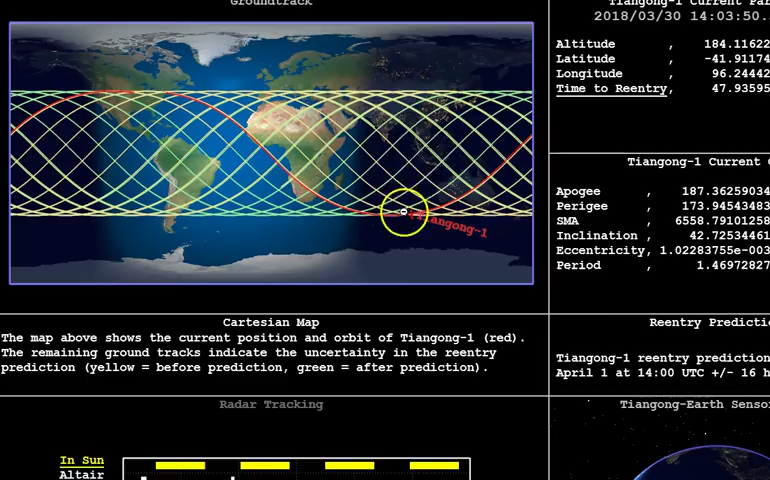 Groundtrack
Tiangong-1
Cartesian Map
The map above shows the current position and orbit of Tiangong-1 (red).
The remaining ground tracks indicate the uncertainty in the reentry
prediction (yellow = before prediction, green = after prediction).
Radar Tracking
In Sun
Altair
Tiangong-1 Current Par
2018/03/30 14:03:50.
Altitude , 184.11622
Latitude , -41.91174
Longitude , 96.24442
Time to Reentry, 47.93595
Tiangong-1 Current
Apogee , 187.36259034
Perigee , 173.94543483
SMA , 6558.79101258
Inclination , 42.72534461
Eccentricity, 1.02283755e-003
Period , 1.46972827
Reentry Predictio
Tiangong-1 reentry prediction
April 1 at 14:00 UTC +/- 16 h
Tiangong-Earth Senso